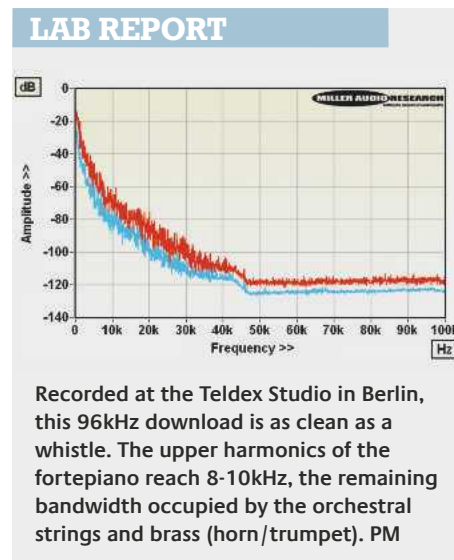 LAB REPORT
dB
MILLER AUDIO RESEARCH
0
-20
-40
-60
-80
-100
-120
-140
Amplitude >>
0 10k 20k 30k 40k 50k 60k 70k 80k 90k 100k
Frequency >>
Hz
Recorded at the Teldex Studio in Berlin,
this 96kHz download is as clean as a
whistle. The upper harmonics of the
fortepiano reach 8-10kHz, the remaining
bandwidth occupied by the orchestral
strings and brass (horn/trumpet). PM